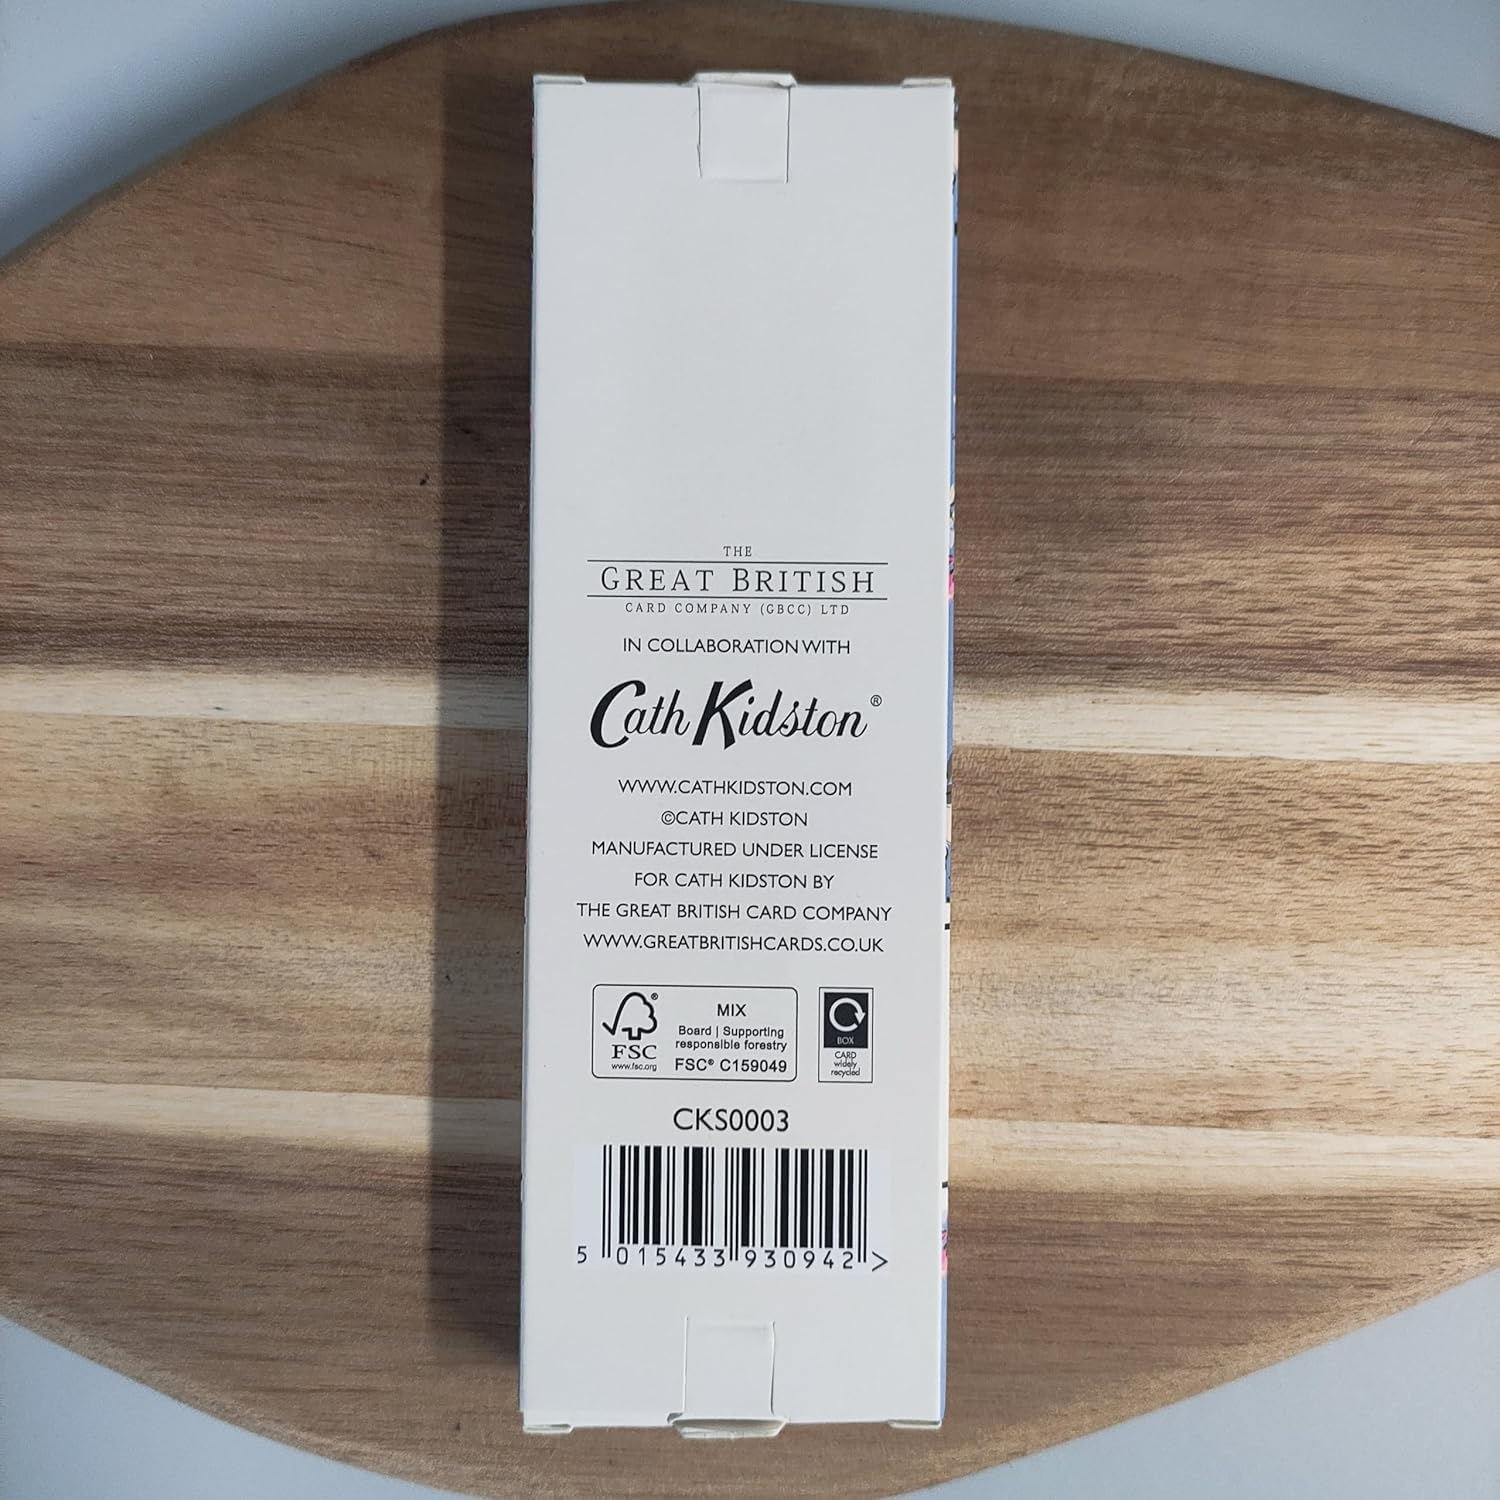 THE
GREAT BRITISH
CARD COMPANY (GBCC) LTD
IN COLLABORATION WITH
Cath Kidston®
WWW.CATHKIDSTON.COM
©CATH KIDSTON
MANUFACTURED UNDER LICENSE
FOR CATH KIDSTON BY
THE GREAT BRITISH CARD COMPANY
WWW.GREATBRITISHCARDS.CO.UK
®
FSC
www.fsc.org
MIX
Board | Supporting
responsible forestry
FSC® C159049
BOX
CARD
widely
recycled
CKS0003
5 015433 930942 >